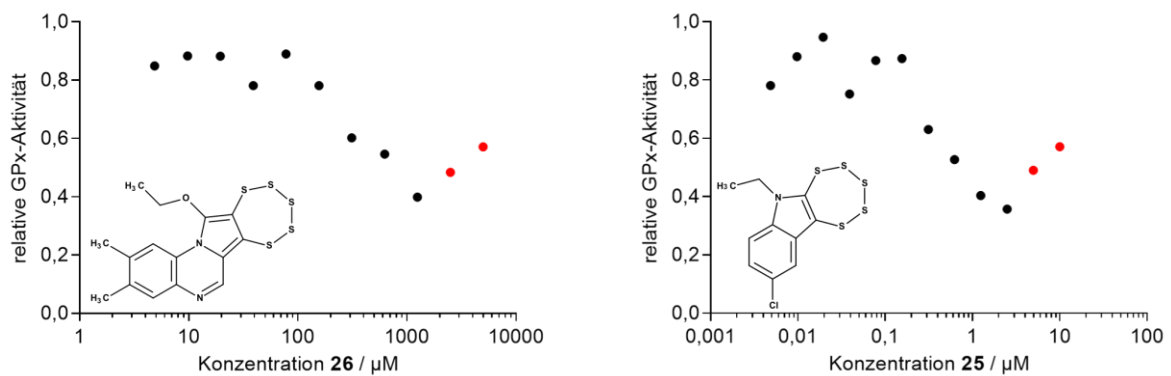 relative GPx-Aktivität
1,0
0,8
0,6
0,4
0,2
0,0
H₃C
O
S
S
S
S
S
H₃C
H₃C
N
N
1
10
100
1000
10000
Konzentration 26 / µM
relative GPx-Aktivität
1,0
0,8
0,6
0,4
0,2
0,0
H₃C
N
S
S
S
S
S
Cl
0,001
0,01
0,1
1
10
100
Konzentration 25 / µM